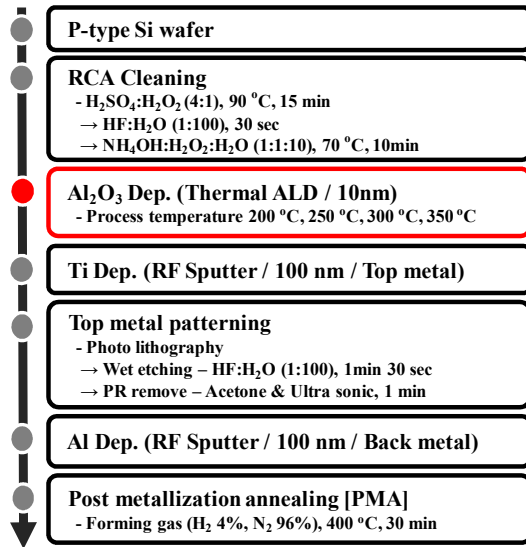 P-type Si wafer
RCA Cleaning
- H₂SO₄:H₂O₂ (4:1), 90 °C, 15 min
→ HF:H₂O (1:100), 30 sec
→ NH₄OH:H₂O₂:H₂O (1:1:10), 70 °C, 10min
Al₂O₃ Dep. (Thermal ALD / 10nm)
- Process temperature 200 °C, 250 °C, 300 °C, 350 °C
Ti Dep. (RF Sputter / 100 nm / Top metal)
Top metal patterning
- Photo lithography
→ Wet etching – HF:H₂O (1:100), 1min 30 sec
→ PR remove – Acetone & Ultra sonic, 1 min
Al Dep. (RF Sputter / 100 nm / Back metal)
Post metallization annealing [PMA]
- Forming gas (H₂ 4%, N₂ 96%), 400 °C, 30 min